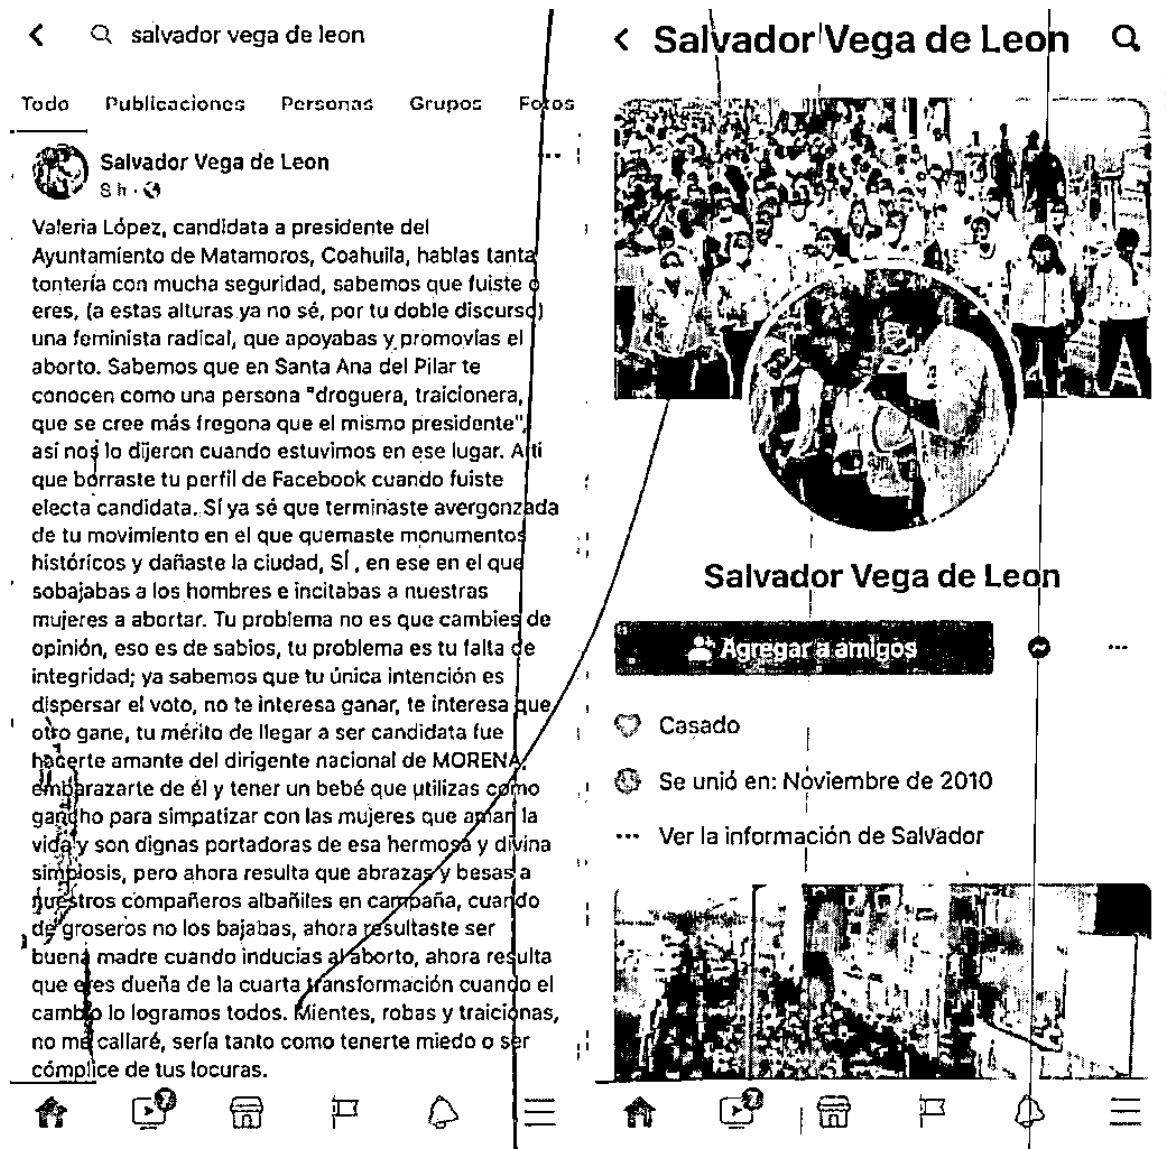 salvador vega de leon
Todo Publicaciones Personas Grupos Fotos
Salvador Vega de Leon
8 h
Valeria López, candidata a presidente del
Ayuntamiento de Matamoros, Coahuila, hablas tanta
tontería con mucha seguridad, sabemos que fuiste o
eres, (a estas alturas ya no sé, por tu doble discurso)
una feminista radical, que apoyabas y promovías el
aborto. Sabemos que en Santa Ana del Pilar te
conocen como una persona "droguera, traicionera,
que se cree más fregona que el mismo presidente",
así nos lo dijeron cuando estuvimos en ese lugar. A ti
que borraste tu perfil de Facebook cuando fuiste
electa candidata. Sí ya sé que terminaste avergonzada
de tu movimiento en el que quemaste monumentos
históricos y dañaste la ciudad, SÍ , en ese en el que
sobajabas a los hombres e incitabas a nuestras
mujeres a abortar. Tu problema no es que cambies de
opinión, eso es de sabios, tu problema es tu falta de
integridad; ya sabemos que tu única intención es
dispersar el voto, no te interesa ganar, te interesa que
otro gane, tu mérito de llegar a ser candidata fue
hacerte amante del dirigente nacional de MORENA,
embarazarte de él y tener un bebé que utilizas como
gancho para simpatizar con las mujeres que aman la
vida y son dignas portadoras de esa hermosa y divina
simbiosis, pero ahora resulta que abrazas y besas a
nuestros compañeros albañiles en campaña, cuando
de groseros no los bajabas, ahora resultaste ser
buena madre cuando inducías al aborto, ahora resulta
que eres dueña de la cuarta transformación cuando el
cambio lo logramos todos. Mientes, robas y traicionas,
no me callaré, sería tanto como tenerte miedo o ser
cómplice de tus locuras.
Salvador Vega de Leon
Salvador Vega de Leon
Agregar a amigos
Casado
Se unió en: Noviembre de 2010
Ver la información de Salvador